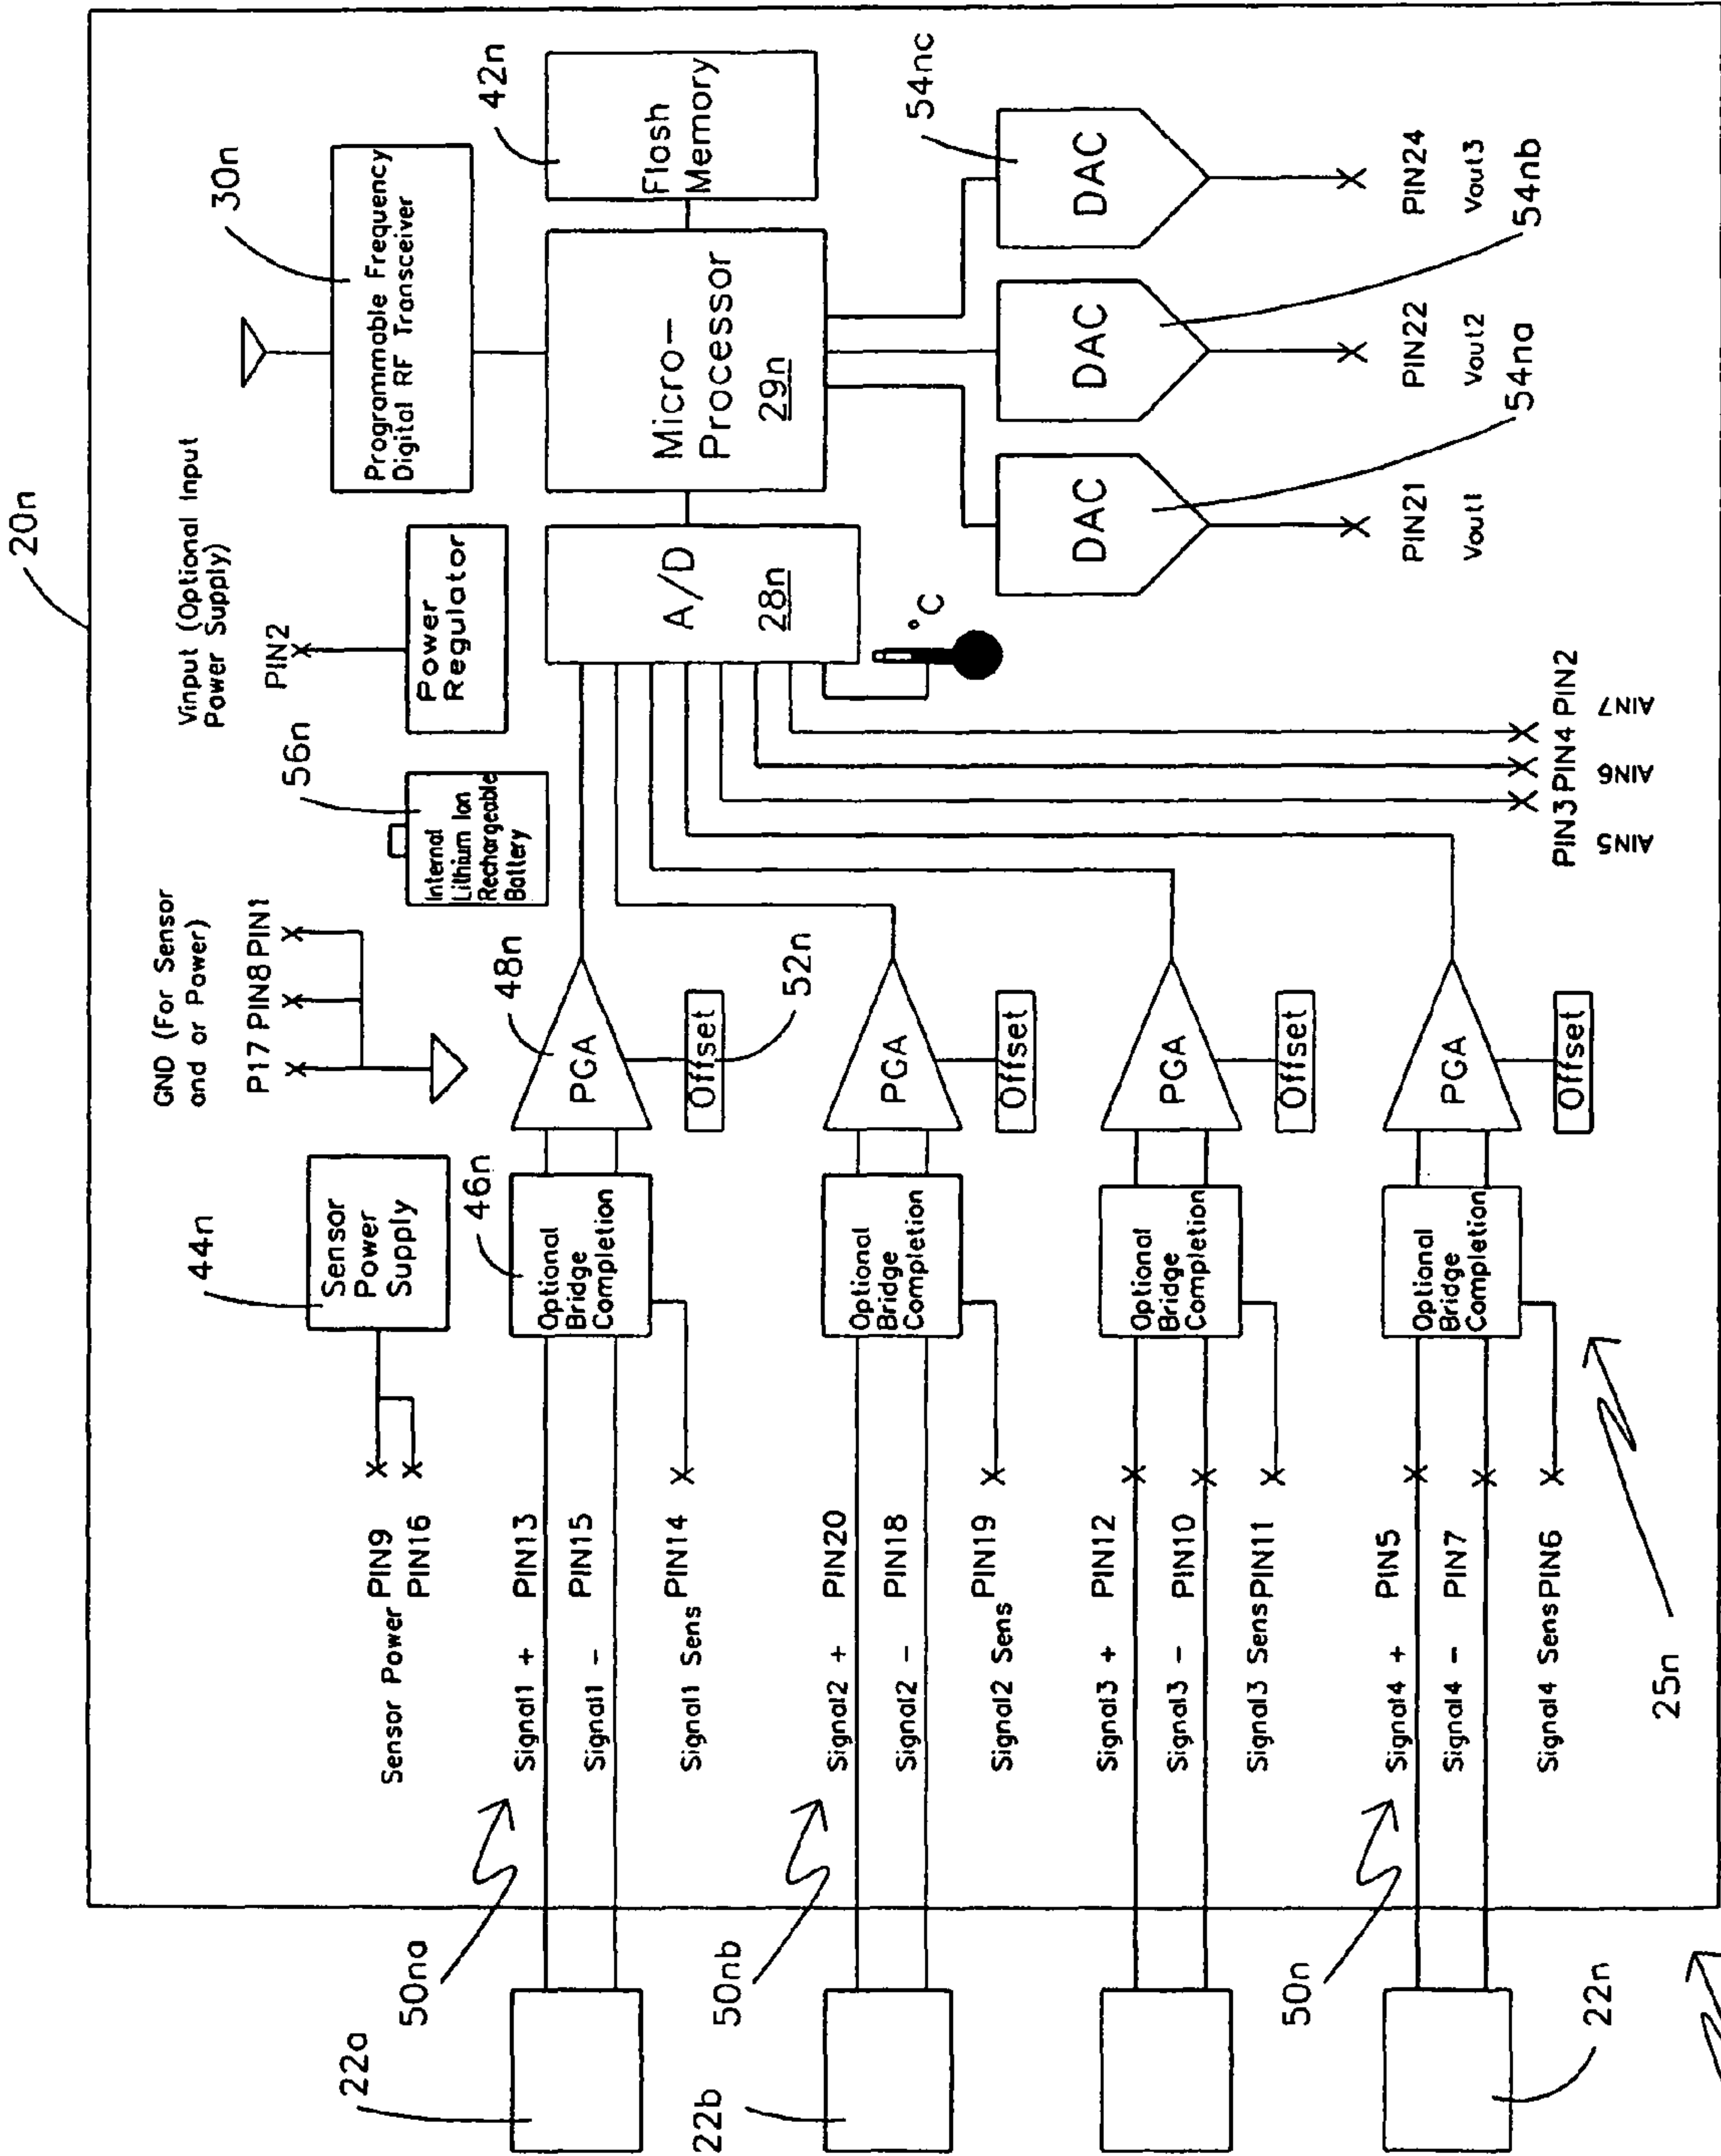 20n
Vinput (Optional Input
Power Supply)
PIN2
GND (For Sensor
and or Power)
P17 PIN8 PIN1
30n
Programmable Frequency
Digital RF Transceiver
Power
Regulator
56n
Internal
Lithium Ion
Rechargeable
Battery
44n
Sensor
Power
Supply
Sensor Power PIN9
PIN16
42n
Flash
Memory
Micro-
Processor
29n
A/D
28n
°C
48n
PGA
Offset
52n
46n
Optional
Bridge
Completion
Signal1 + PIN13
Signal1 - PIN15
Signal1 Sens PIN14
50na
22a
PGA
Offset
Optional
Bridge
Completion
Signal2 + PIN20
Signal2 - PIN18
Signal2 Sens PIN19
50nb
22b
PGA
Offset
Optional
Bridge
Completion
Signal3 + PIN12
Signal3 - PIN10
Signal3 Sens PIN11
PGA
Offset
Optional
Bridge
Completion
Signal4 + PIN5
Signal4 - PIN7
Signal4 Sens PIN6
50n
22n
25n
54nc
DAC
DAC
DAC
PIN24
Vout3
54nb
PIN22
Vout2
54na
PIN21
Vout1
PIN3 PIN4 PIN2
AIN5
AIN6
AIN7